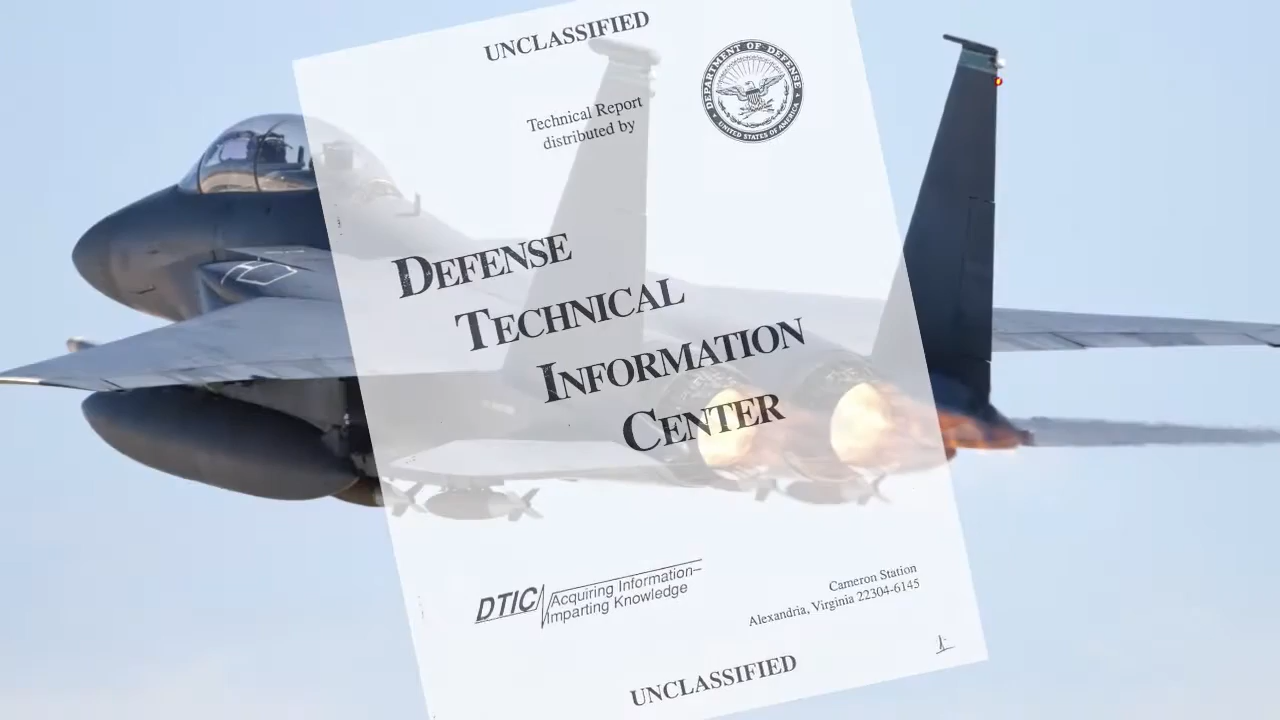 UNCLASSIFIED
Technical Report
distributed by
DEPARTMENT OF DEFENSE
UNITED STATES OF AMERICA
DEFENSE
TECHNICAL
INFORMATION
CENTER
DTIC
Acquiring Information–
Imparting Knowledge
Cameron Station
Alexandria, Virginia 22304-6145
UNCLASSIFIED